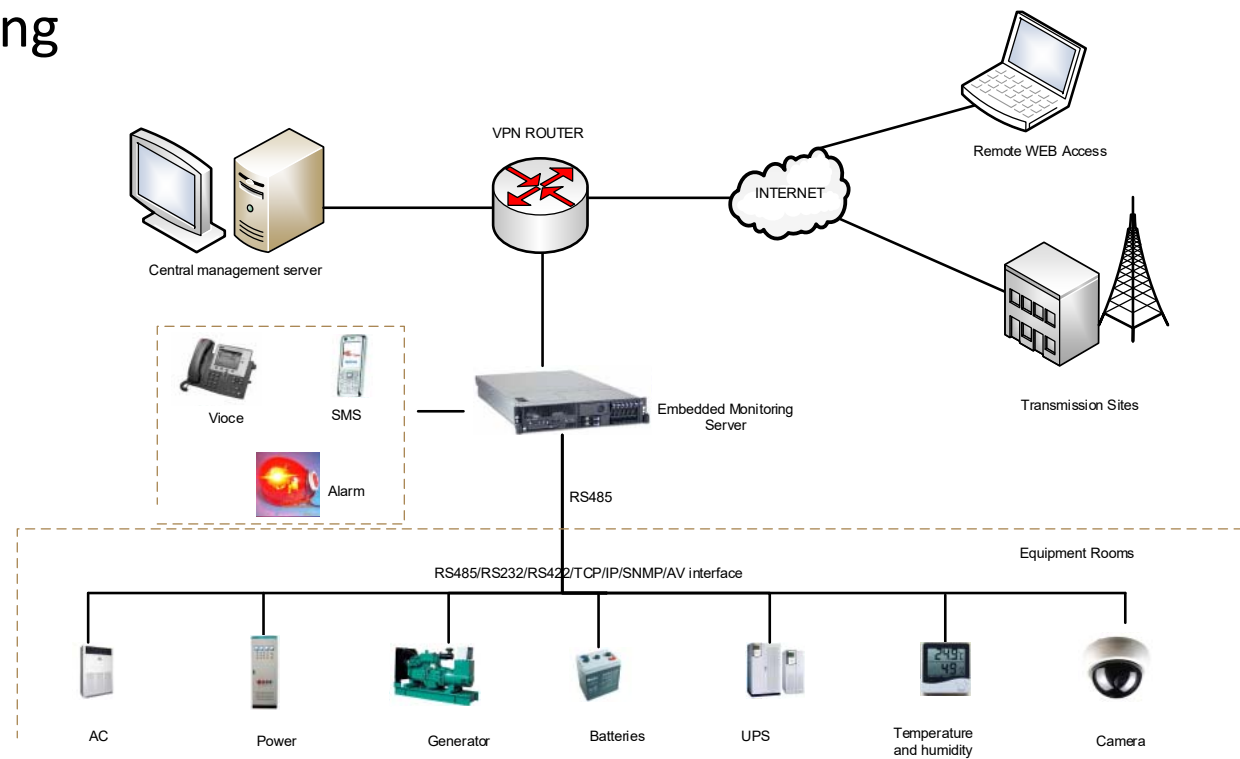 ng
VPN ROUTER
INTERNET
Remote WEB Access
Central management server
Vioce
SMS
Alarm
Embedded Monitoring
Server
Transmission Sites
RS485
Equipment Rooms
RS485/RS232/RS422/TCP/IP/SNMP/AV interface
AC
Power
Generator
Batteries
UPS
Temperature
and humidity
Camera